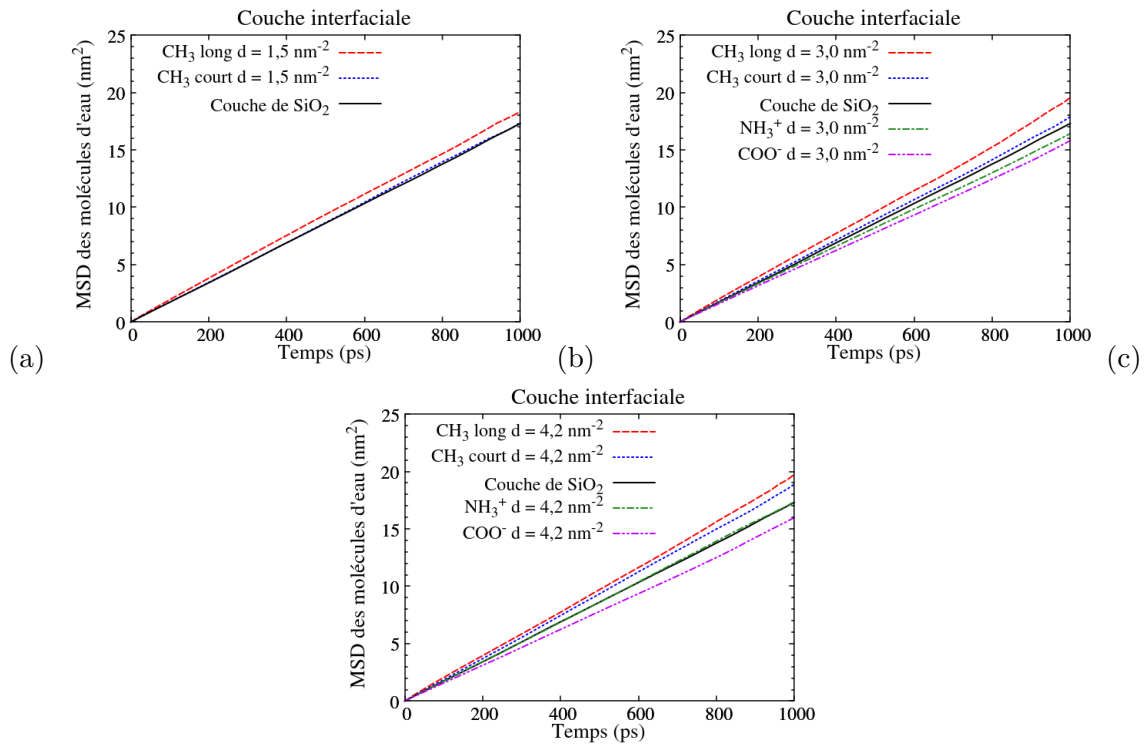 Couche interfaciale
MSD des molécules d'eau (nm²)
25
20
15
10
5
0
CH₃ long d = 1,5 nm⁻²
CH₃ court d = 1,5 nm⁻²
Couche de SiO₂
0 200 400 600 800 1000
Temps (ps)
(a)
Couche interfaciale
MSD des molécules d'eau (nm²)
25
20
15
10
5
0
CH₃ long d = 3,0 nm⁻²
CH₃ court d = 3,0 nm⁻²
Couche de SiO₂
NH₃⁺ d = 3,0 nm⁻²
COO⁻ d = 3,0 nm⁻²
0 200 400 600 800 1000
Temps (ps)
(b)
(c)
Couche interfaciale
MSD des molécules d'eau (nm²)
25
20
15
10
5
0
CH₃ long d = 4,2 nm⁻²
CH₃ court d = 4,2 nm⁻²
Couche de SiO₂
NH₃⁺ d = 4,2 nm⁻²
COO⁻ d = 4,2 nm⁻²
0 200 400 600 800 1000
Temps (ps)